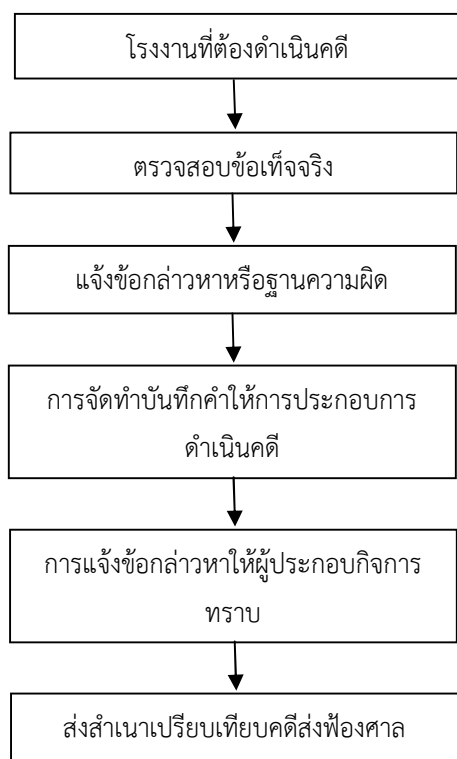 โรงงานที่ต้องดำเนินคดี
ตรวจสอบข้อเท็จจริง
แจ้งข้อกล่าวหาหรือฐานความผิด
การจัดทำบันทึกคำให้การประกอบการ
ดำเนินคดี
การแจ้งข้อกล่าวหาให้ผู้ประกอบกิจการ
ทราบ
ส่งสำเนาเปรียบเทียบคดีส่งฟ้องศาล